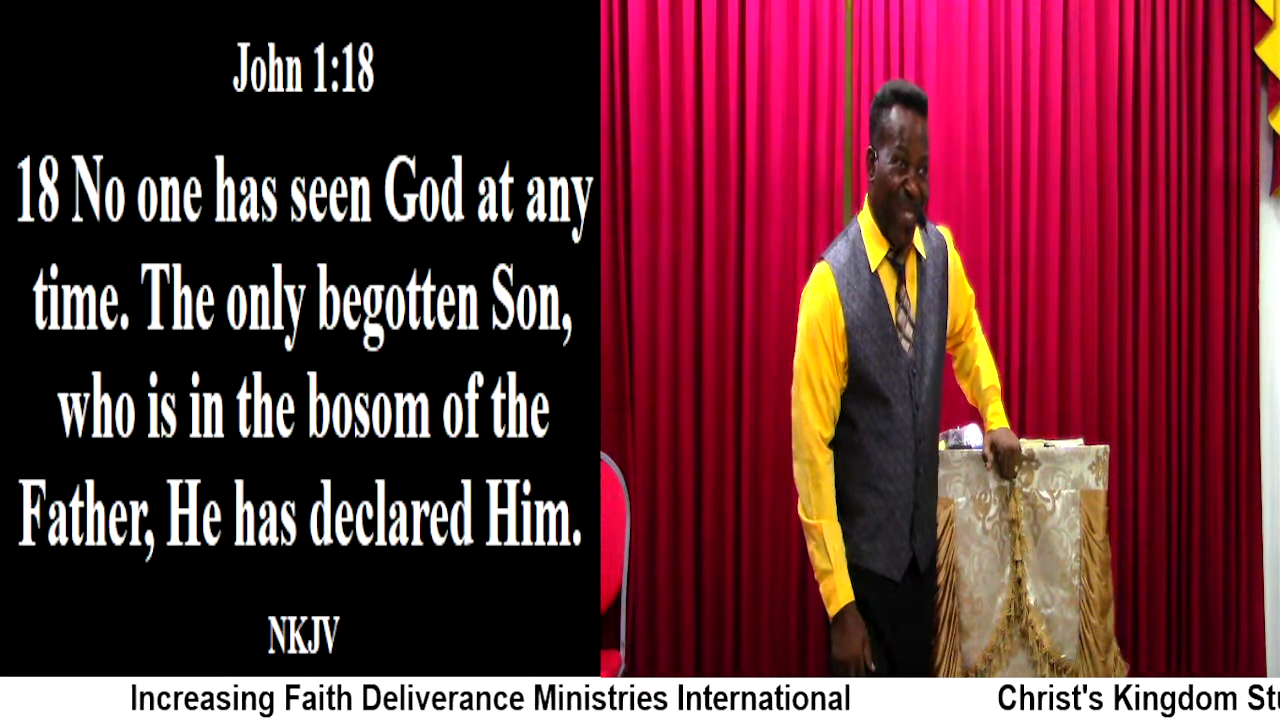 John 1:18
18 No one has seen God at any
time. The only begotten Son,
who is in the bosom of the
Father, He has declared Him.
NKJV
Increasing Faith Deliverance Ministries International
Christ's Kingdom